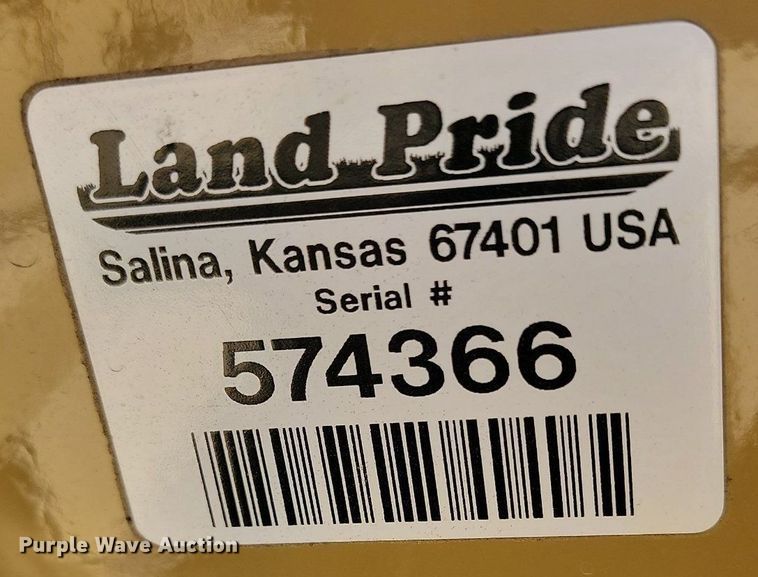 Land Pride
Salina, Kansas 67401 USA
Serial #
574366
Purple Wave Auction